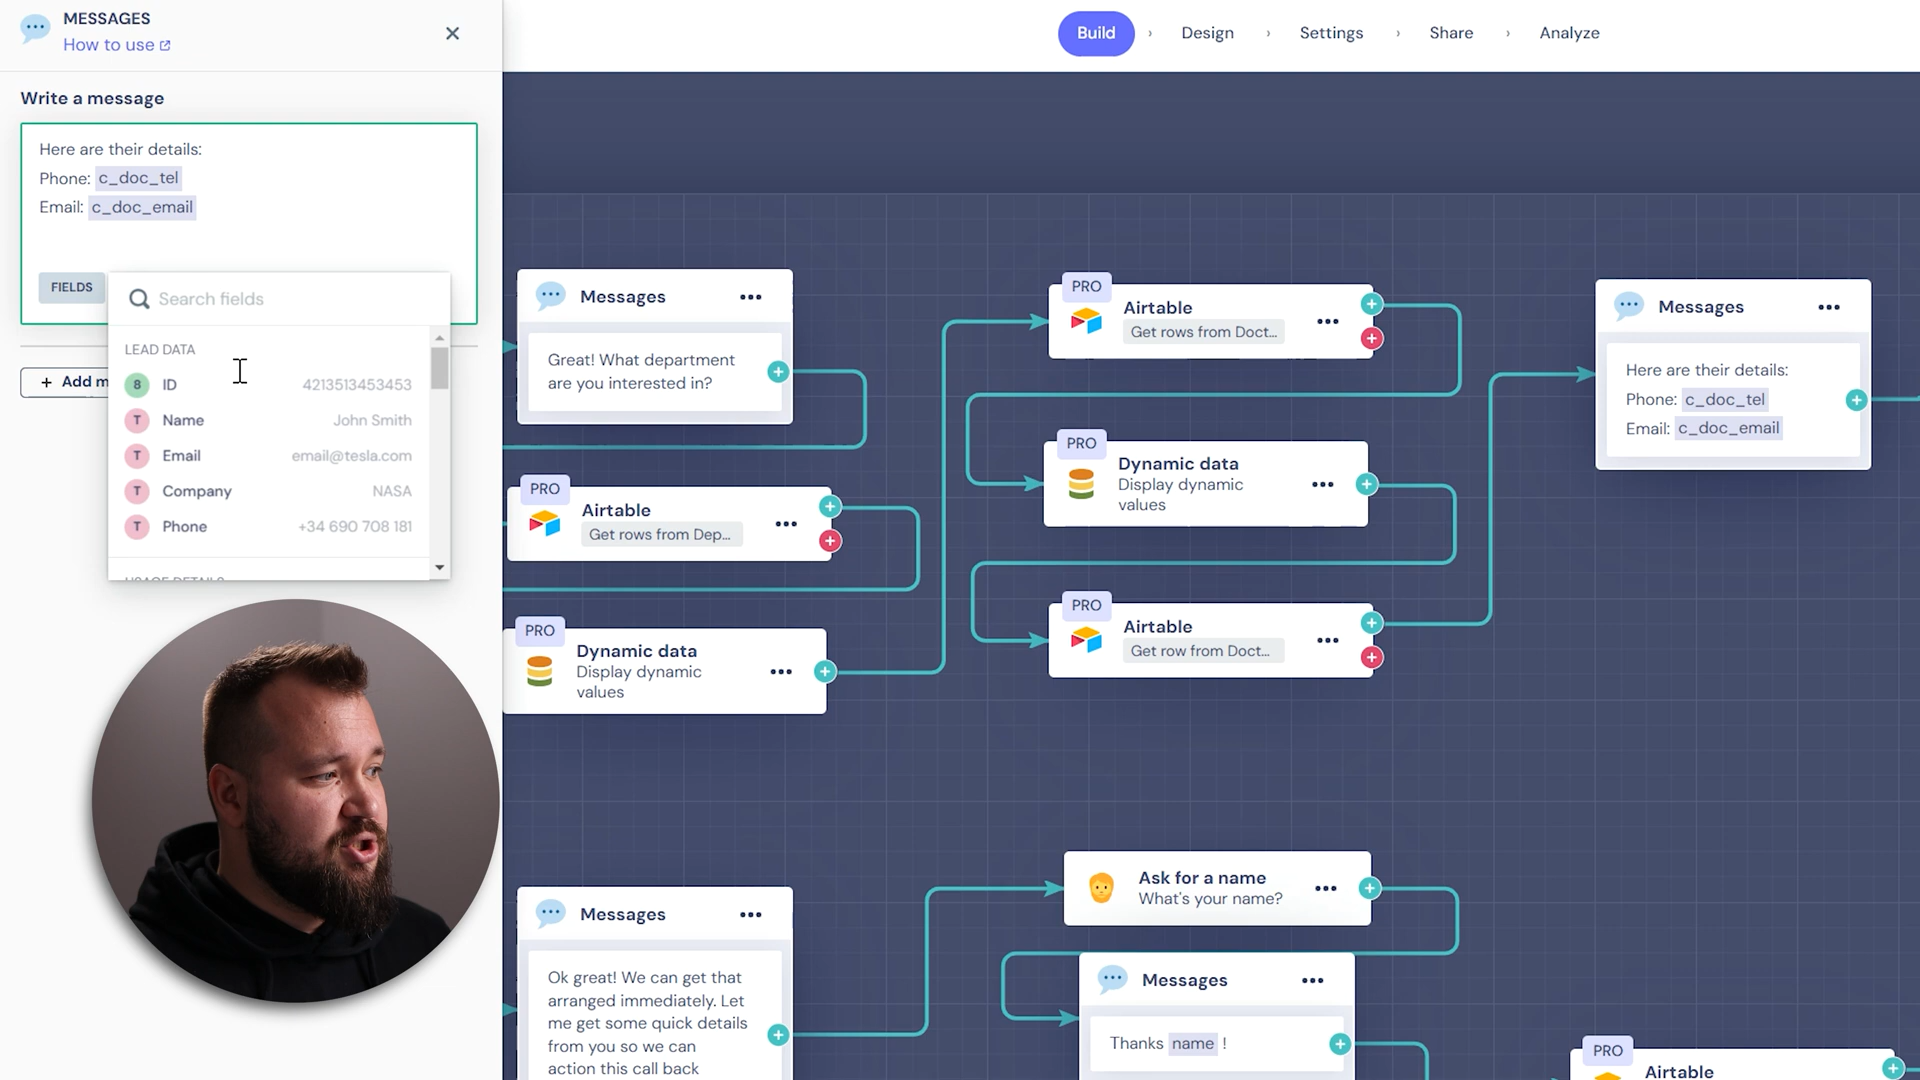 MESSAGES
How to use
Build
Design
Settings
Share
Analyze
Write a message
Here are their details:
Phone: c_doc_tel
Email: c_doc_email
FIELDS
Search fields
LEAD DATA
8 ID 4213513453453
T Name John Smith
T Email email@tesla.com
T Company NASA
T Phone +34 690 708 181
+ Add m
Messages
Great! What department
are you interested in?
PRO
Airtable
Get rows from Dep...
PRO
Dynamic data
Display dynamic
values
PRO
Airtable
Get rows from Doct...
PRO
Dynamic data
Display dynamic
values
PRO
Airtable
Get row from Doct...
Messages
Here are their details:
Phone: c_doc_tel
Email: c_doc_email
Messages
Ok great! We can get that
arranged immediately. Let
me get some quick details
from you so we can
action this call back
Ask for a name
What's your name?
Messages
Thanks name !
PRO
Airtable